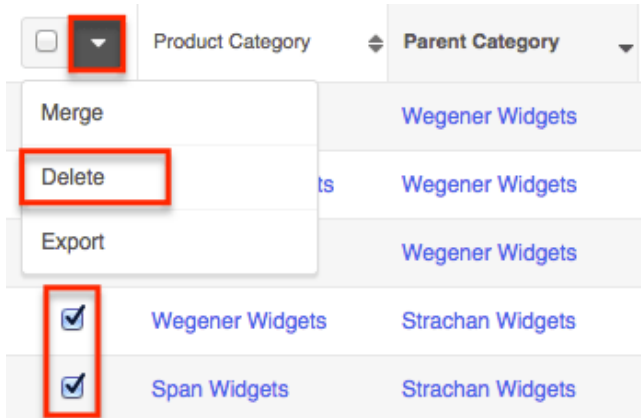 Product Category Parent Category
Merge Wegener Widgets
Delete ts Wegener Widgets
Export Wegener Widgets
Wegener Widgets Strachan Widgets
Span Widgets Strachan Widgets